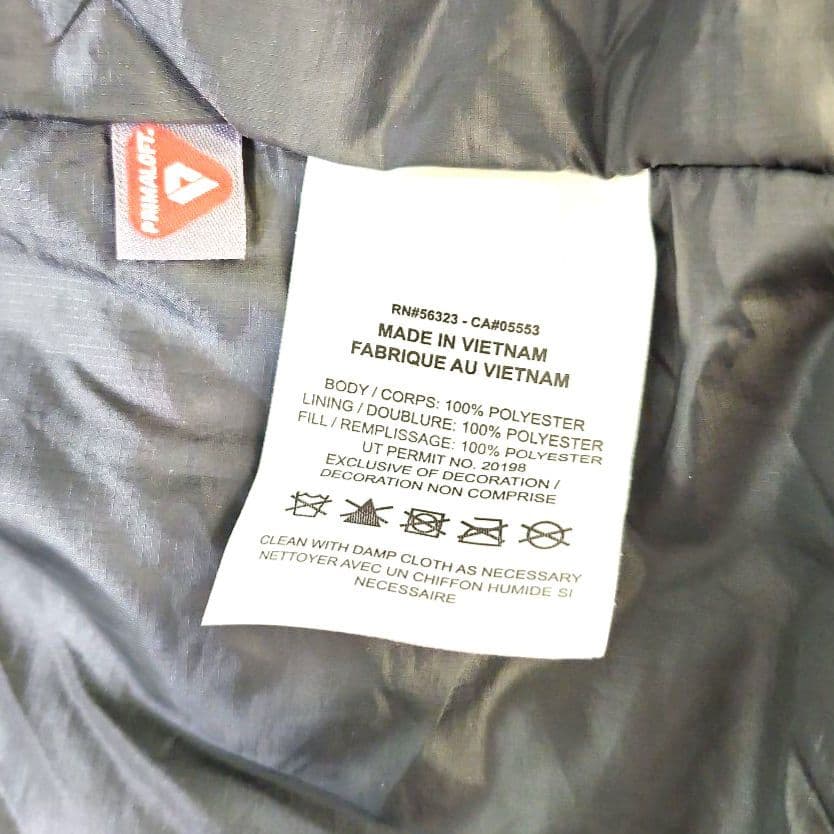 PRIMALOFT
RN#56323 - CA#05553
MADE IN VIETNAM
FABRIQUE AU VIETNAM
BODY / CORPS: 100% POLYESTER
LINING / DOUBLURE: 100% POLYESTER
FILL / REMPLISSAGE: 100% POLYESTER
UT PERMIT NO. 20198
EXCLUSIVE OF DECORATION /
DECORATION NON COMPRISE
CLEAN WITH DAMP CLOTH AS NECESSARY
NETTOYER AVEC UN CHIFFON HUMIDE SI
NECESSAIRE